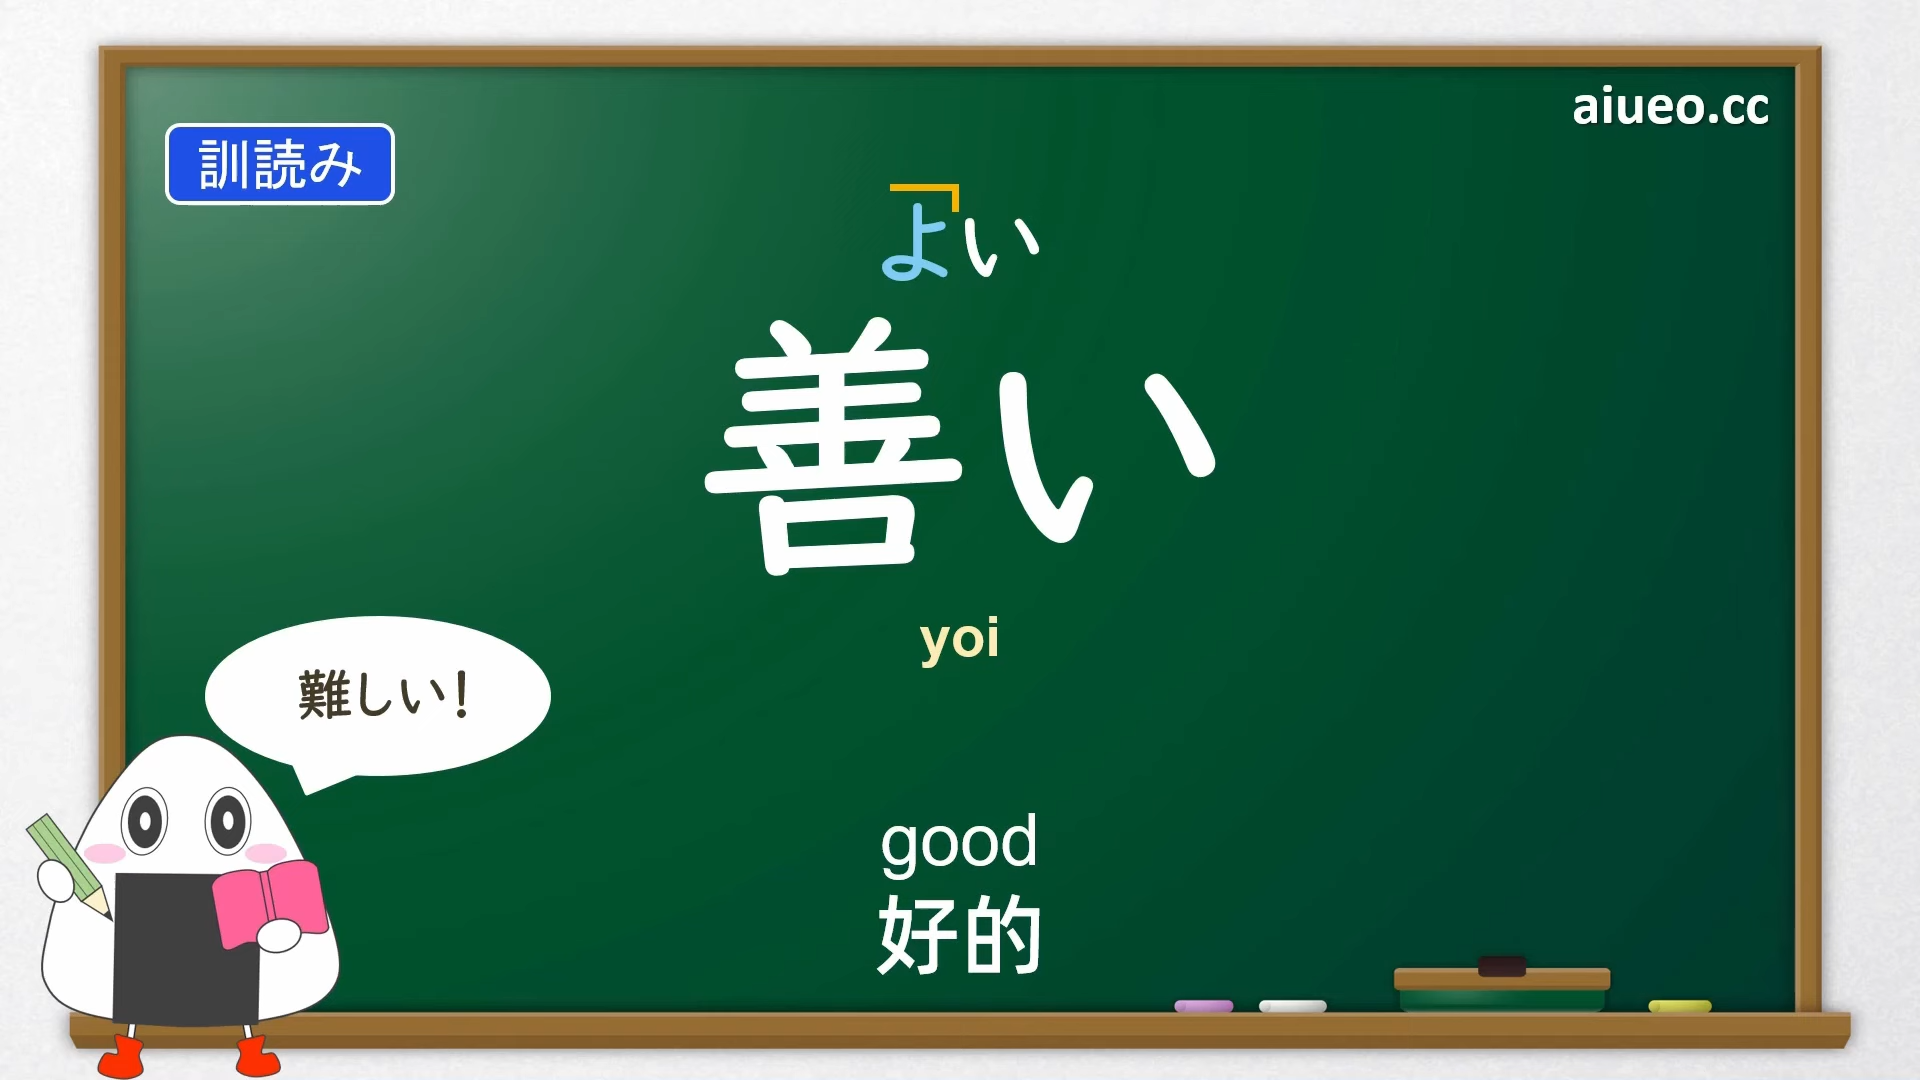 aiueo.cc
訓読み
よい
善い
yoi
難しい!
good
好的